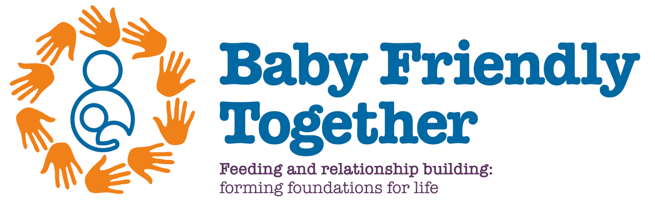 Baby Friendly
Together
Feeding and relationship building:
forming foundations for life